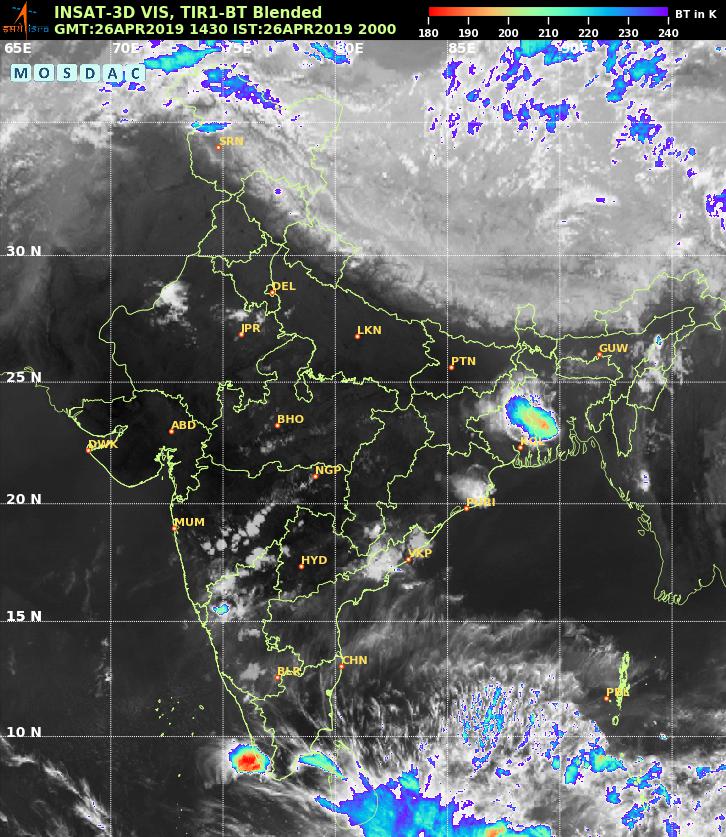 INSAT-3D VIS, TIR1-BT Blended
GMT:26APR2019 1430 IST:26APR2019 2000
BT in K
180 190 200 210 220 230 240
65E 70E 75E 80E 85E 90E
MOSDAC
SRN
30 N
DEL
JPR LKN
GUW
PTN
25 N
ABD BHO
DWK
KOL
NGP
20 N
PURI
MUM
VKP
HYD
15 N
CHN
BLR
PBL
10 N